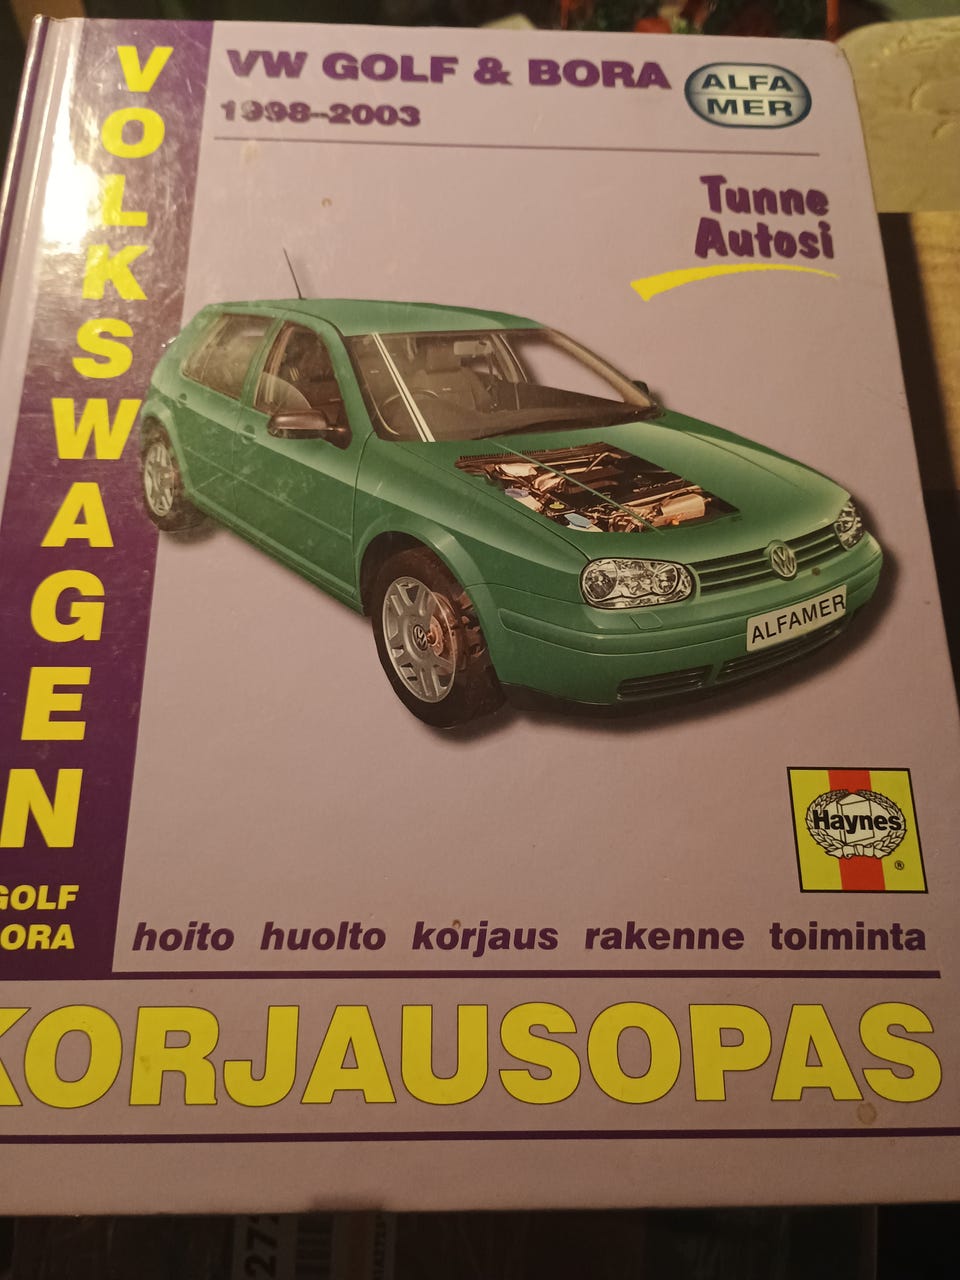 VOLKSWAGEN
GOLF
BORA
VW GOLF & BORA
1998-2003
ALFA
MER
Tunne
Autosi
ALFAMER
Haynes
®
hoito huolto korjaus rakenne toiminta
KORJAUSOPAS